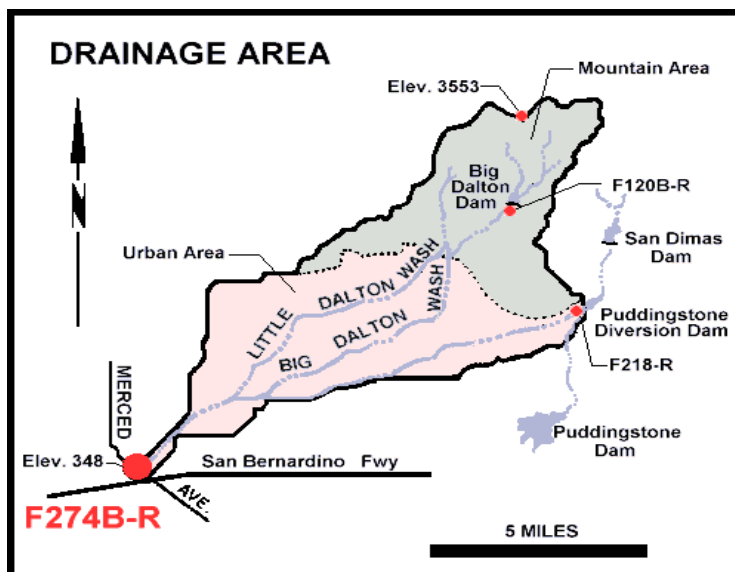 DRAINAGE AREA
Mountain Area
Elev. 3553
N
Big
Dalton
Dam
F120B-R
San Dimas
Dam
Urban Area
LITTLE DALTON WASH
BIG DALTON WASH
Puddingstone
Diversion Dam
F218-R
MERCED
Puddingstone
Dam
Elev. 348
San Bernardino Fwy
AVE.
F274B-R
5 MILES